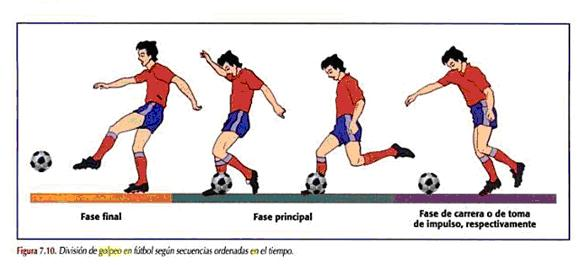 Fase final
Fase principal
Fase de carrera o de toma
de impulso, respectivamente
Figura 7.10. División de golpeo en fútbol según secuencias ordenadas en el tiempo.